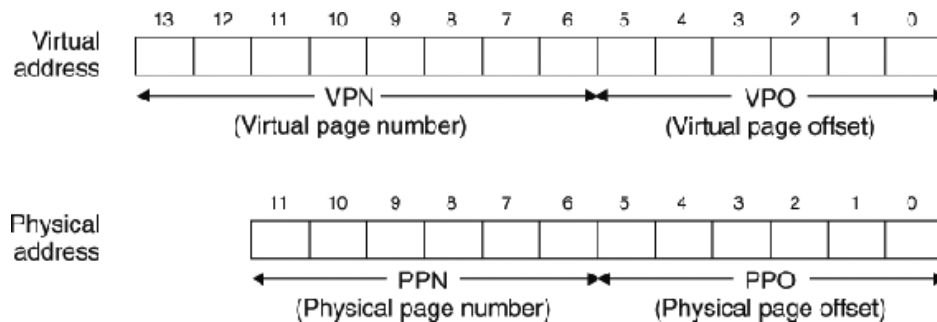 13 12 11 10 9 8 7 6 5 4 3 2 1 0
Virtual
address
VPN VPO
(Virtual page number) (Virtual page offset)
11 10 9 8 7 6 5 4 3 2 1 0
Physical
address
PPN PPO
(Physical page number) (Physical page offset)